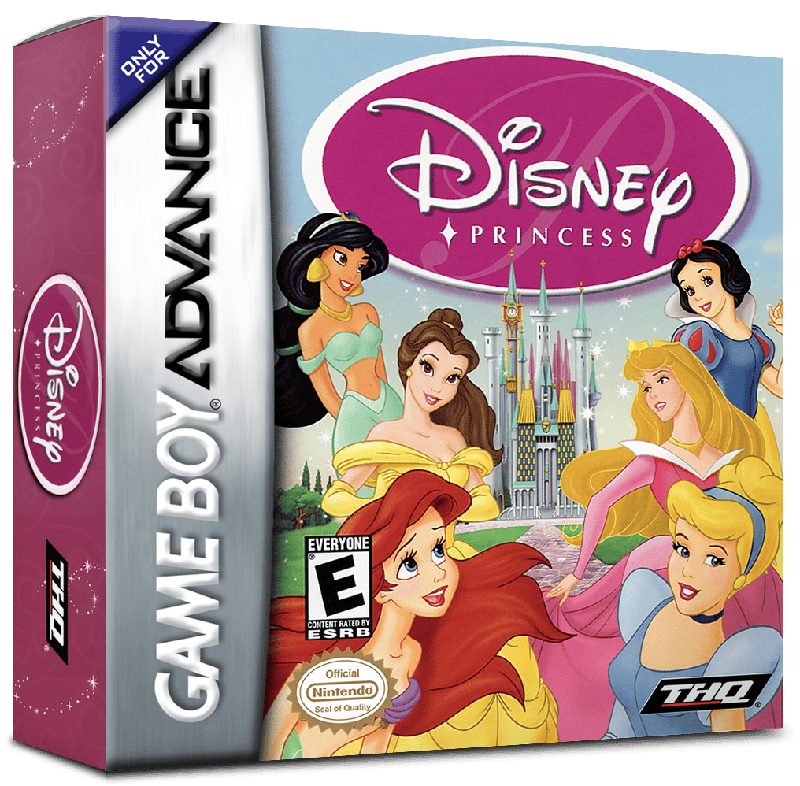 ONLY
FOR
GAME BOY ADVANCE
®
Disney
PRINCESS
Disney
PRINCESS
THQ
®
EVERYONE
E
CONTENT RATED BY
ESRB
Official
Nintendo
Seal of Quality
THQ
®